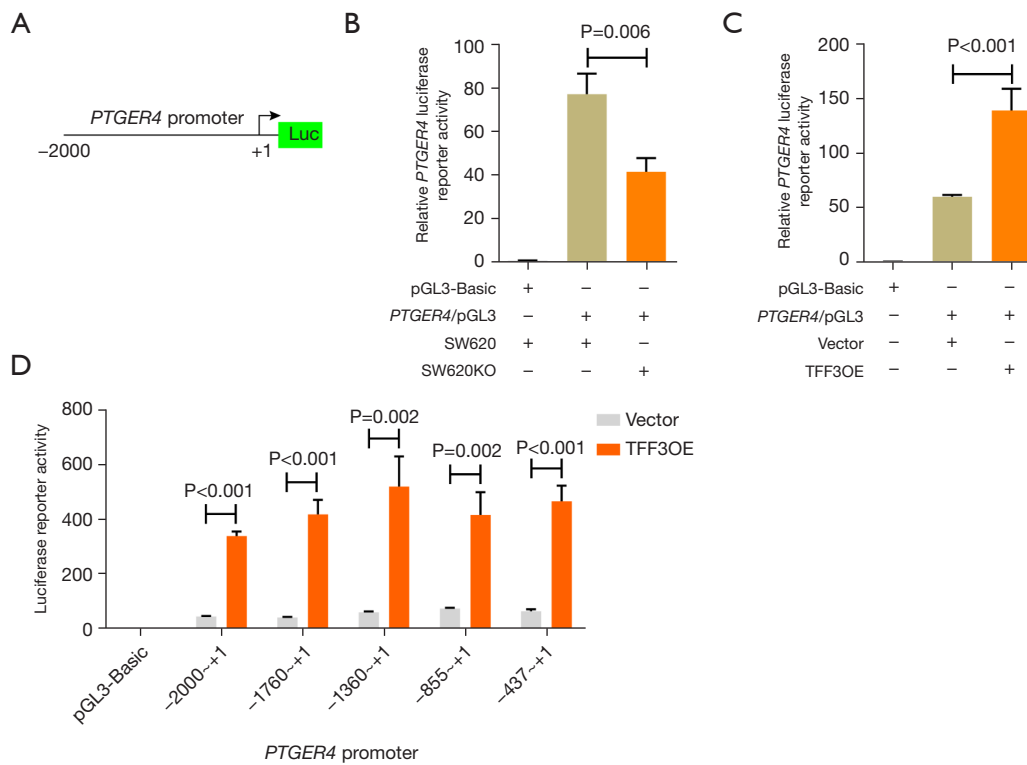 A
PTGER4 promoter
−2000
+1
Luc
B
P=0.006
Relative PTGER4 luciferase
reporter activity
100
80
60
40
20
0
pGL3-Basic + − −
PTGER4/pGL3 − + +
SW620 + + −
SW620KO − − +
C
P<0.001
Relative PTGER4 luciferase
reporter activity
200
150
100
50
0
pGL3-Basic + − −
PTGER4/pGL3 − + +
Vector − + −
TFF3OE − − +
D
Luciferase reporter activity
800
600
400
200
0
P<0.001
P<0.001
P=0.002
P=0.002
P<0.001
Vector
TFF3OE
pGL3-Basic
−2000~+1
−1760~+1
−1360~+1
−855~+1
−437~+1
PTGER4 promoter